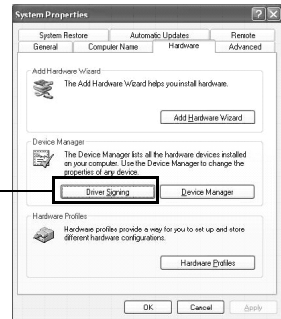 System Properties
System Restore Automatic Updates Remote
General Computer Name Hardware Advanced
Add Hardware Wizard
The Add Hardware Wizard helps you install hardware.
Add Hardware Wizard
Device Manager
The Device Manager lists all the hardware devices installed
on your computer. Use the Device Manager to change the
properties of any device.
Driver Signing Device Manager
Hardware Profiles
Hardware profiles provide a way for you to set up and store
different hardware configurations.
Hardware Profiles
OK Cancel Apply